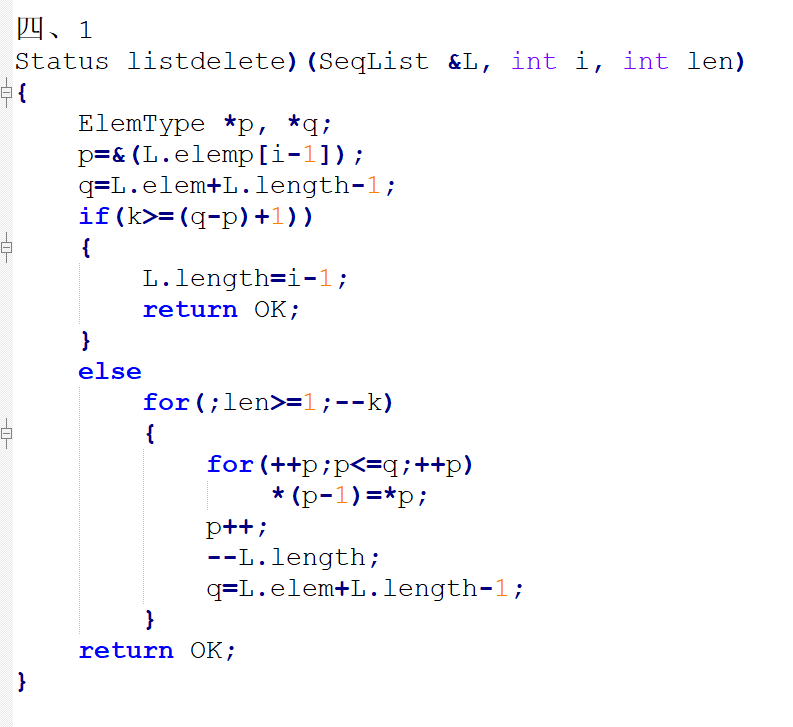 四、1
Status listdelete)(SeqList &L, int i, int len)
{
ElemType *p, *q;
p=&(L.elemp[i-1]);
q=L.elem+L.length-1;
if(k>=(q-p)+1))
{
L.length=i-1;
return OK;
}
else
for(;len>=1;--k)
{
for(++p;p<=q;++p)
*(p-1)=*p;
p++;
--L.length;
q=L.elem+L.length-1;
}
return OK;
}